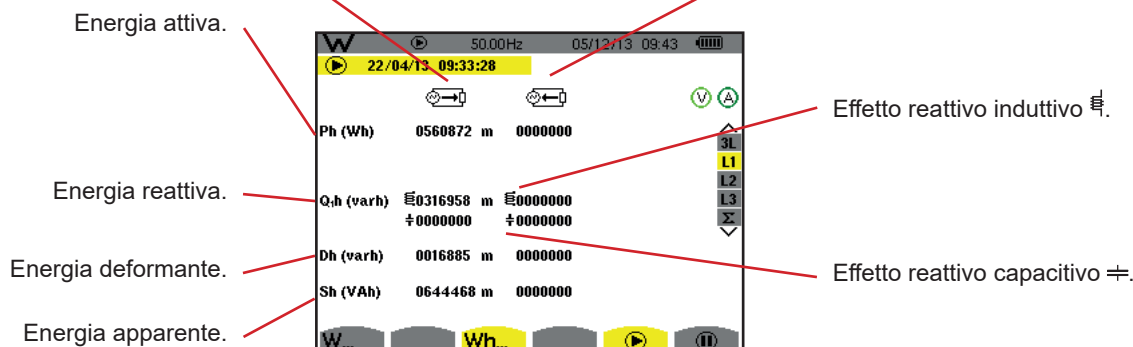 Energia attiva.
W 50.00Hz 05/12/13 09:43
22/04/13 09:33:28
V A
Effetto reattivo induttivo.
Ph (Wh) 0560872 m 0000000
3L
L1
L2
L3
Σ
Energia reattiva.
Q₁h (varh) 0316958 m 0000000
0000000 0000000
Energia deformante.
Dh (varh) 0016885 m 0000000
Effetto reattivo capacitivo.
Sh (VAh) 0644468 m 0000000
Energia apparente.
W... Wh...